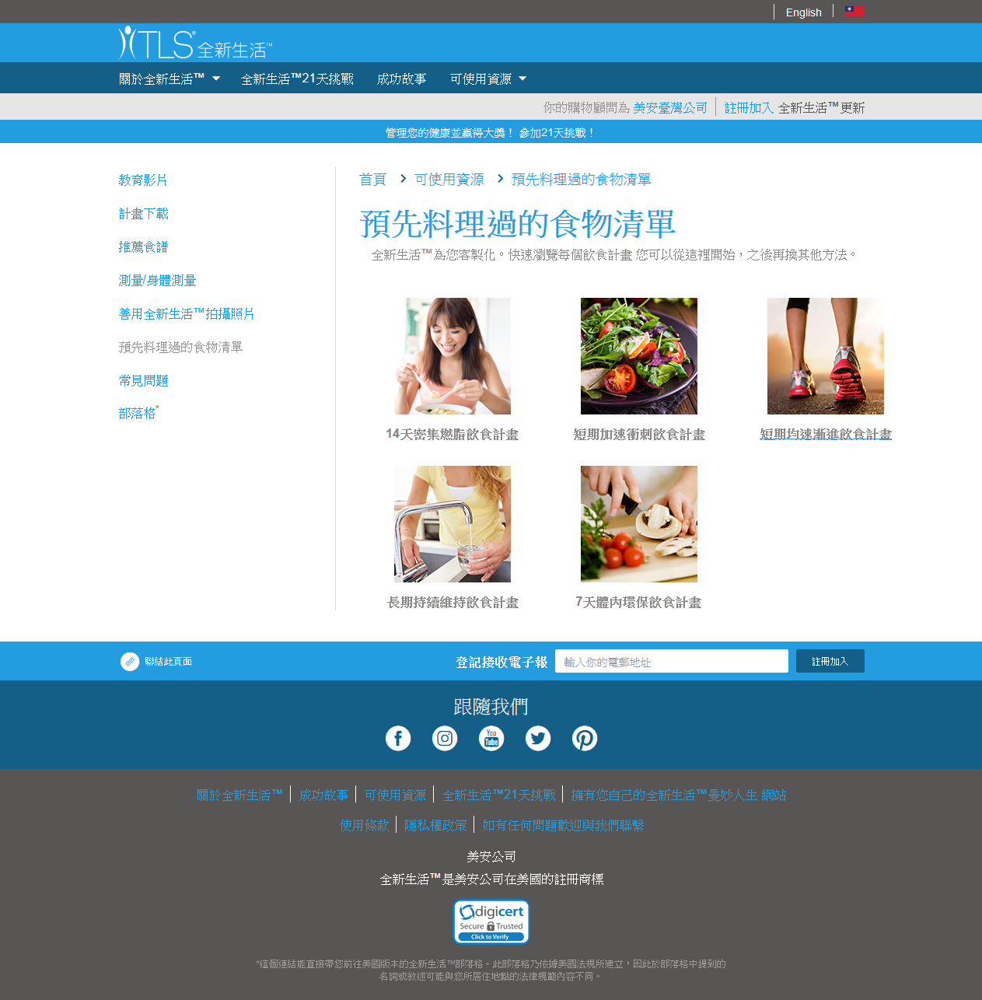 English
TLS® 全新生活™
關於全新生活™ 全新生活™21天挑戰 成功故事 可使用資源
你的購物顧問為 美安臺灣公司 註冊加入 全新生活™更新
管理您的健康並贏得大獎！ 參加21天挑戰！
教育影片
計畫下載
推薦食譜
測量/身體測量
善用全新生活™拍攝照片
預先料理過的食物清單
常見問題
部落格*
首頁 可使用資源 預先料理過的食物清單
預先料理過的食物清單
全新生活™為您客製化。快速瀏覽每個飲食計畫 您可以從這裡開始，之後再換其他方法。
14天密集燃脂飲食計畫 短期加速衝刺飲食計畫 短期均速漸進飲食計畫
長期持續維持飲食計畫 7天體內環保飲食計畫
聯結此頁面 登記接收電子報 輸入你的電郵地址 註冊加入
跟隨我們
You
Tube
關於全新生活™ 成功故事 可使用資源 全新生活™21天挑戰 擁有您自己的全新生活™曼妙人生 網站
使用條款 隱私權政策 如有任何問題歡迎與我們聯繫
美安公司
全新生活™是美安公司在美國的註冊商標
digicert
Secure Trusted
Click to Verify
*這個連結能直接帶您前往美國版本的全新生活™部落格。此部落格乃依據美國法規所建立，因此於部落格中提到的
名詞或敘述可能與您所居住地點的法律規範內容不同。